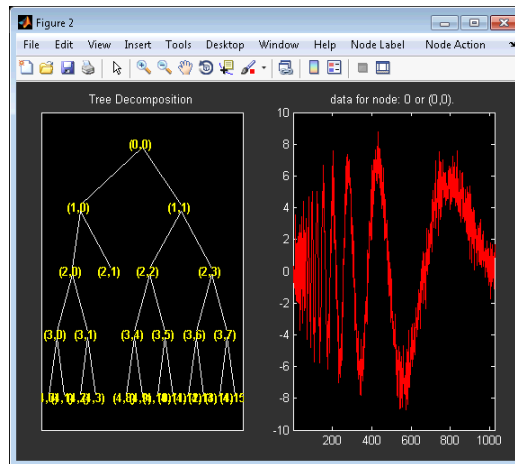 Figure 2
File Edit View Insert Tools Desktop Window Help Node Label Node Action
Tree Decomposition
data for node: 0 or (0,0).
(0,0)
(1,0) (1,1)
(2,0) (2,1) (2,2) (2,3)
(3,0) (3,1) (3,4) (3,5) (3,6) (3,7)
10
8
6
4
2
0
-2
-4
-6
-8
-10
200 400 600 800 1000